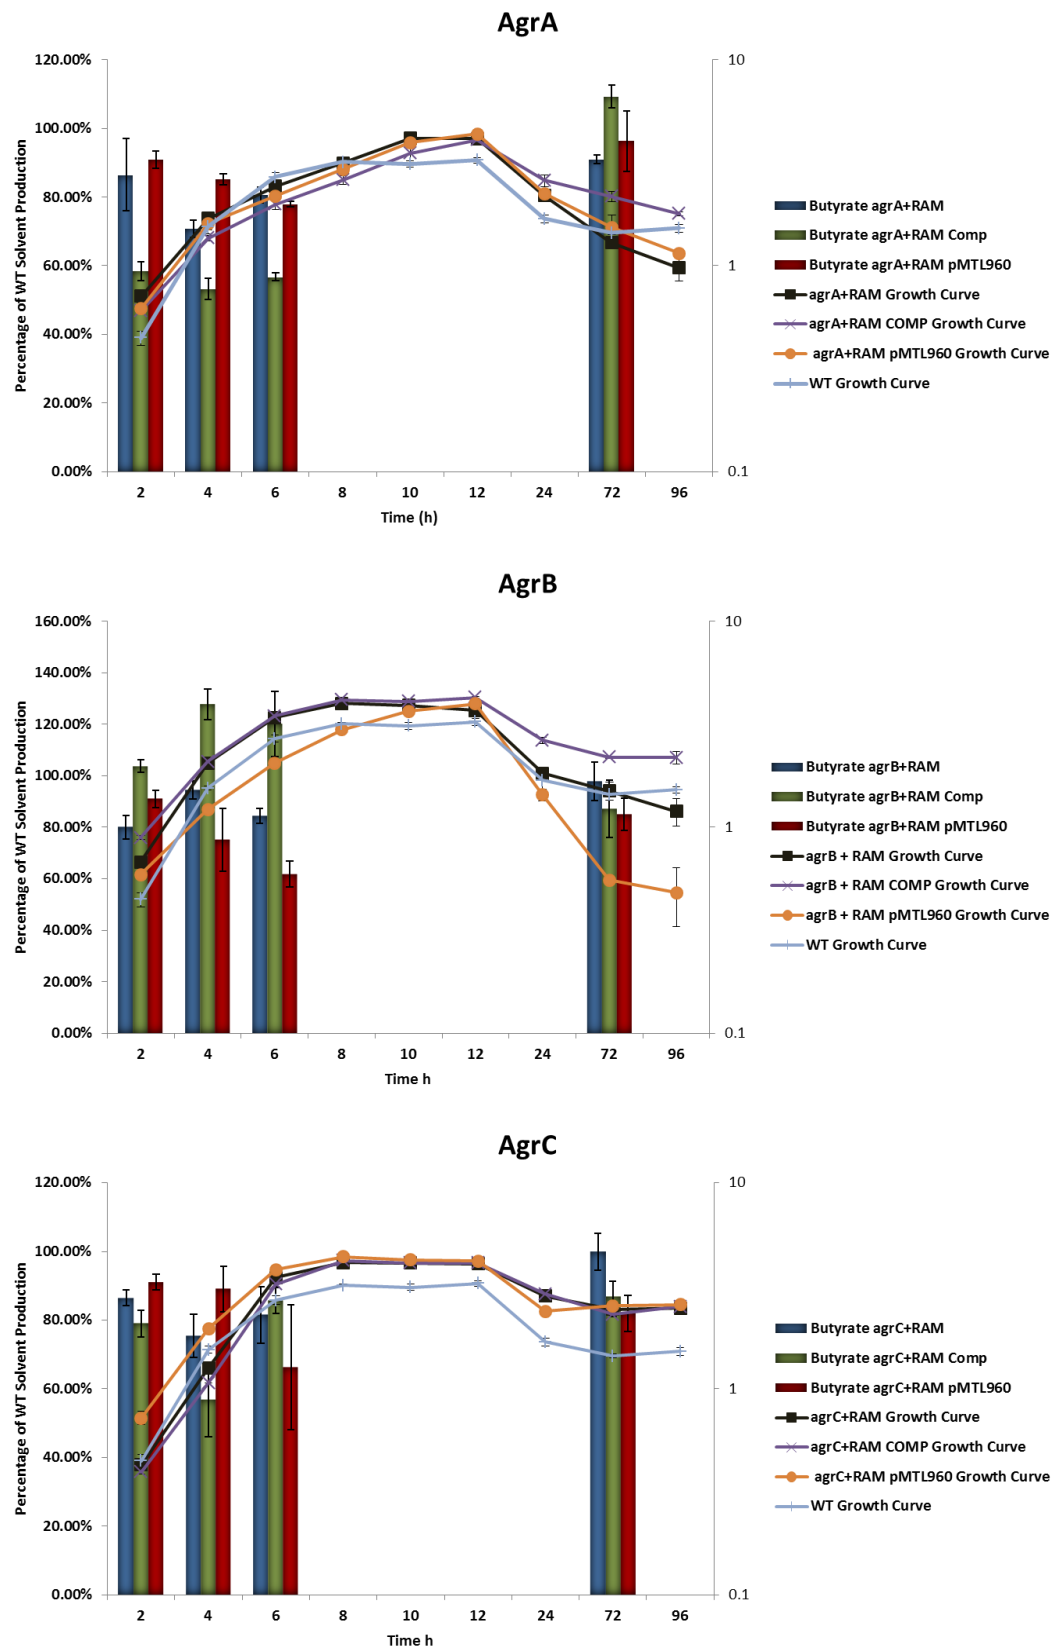 AgrA
120.00%
100.00%
80.00%
60.00%
40.00%
20.00%
0.00%
Percentage of WT Solvent Production
10
1
0.1
2 4 6 8 10 12 24 72 96
Time (h)
Butyrate agrA+RAM
Butyrate agrA+RAM Comp
Butyrate agrA+RAM pMTL960
agrA+RAM Growth Curve
agrA+RAM COMP Growth Curve
agrA+RAM pMTL960 Growth Curve
WT Growth Curve
AgrB
160.00%
140.00%
120.00%
100.00%
80.00%
60.00%
40.00%
20.00%
0.00%
Percentage of WT Solvent Production
10
1
0.1
2 4 6 8 10 12 24 72 96
Time h
Butyrate agrB+RAM
Butyrate agrB+RAM Comp
Butyrate agrB+RAM pMTL960
agrB + RAM Growth Curve
agrB + RAM COMP Growth Curve
agrB + RAM pMTL960 Growth Curve
WT Growth Curve
AgrC
120.00%
100.00%
80.00%
60.00%
40.00%
20.00%
0.00%
Percentage of WT Solvent Production
10
1
0.1
2 4 6 8 10 12 24 72 96
Time h
Butyrate agrC+RAM
Butyrate agrC+RAM Comp
Butyrate agrC+RAM pMTL960
agrC+RAM Growth Curve
agrC+RAM COMP Growth Curve
agrC+RAM pMTL960 Growth Curve
WT Growth Curve